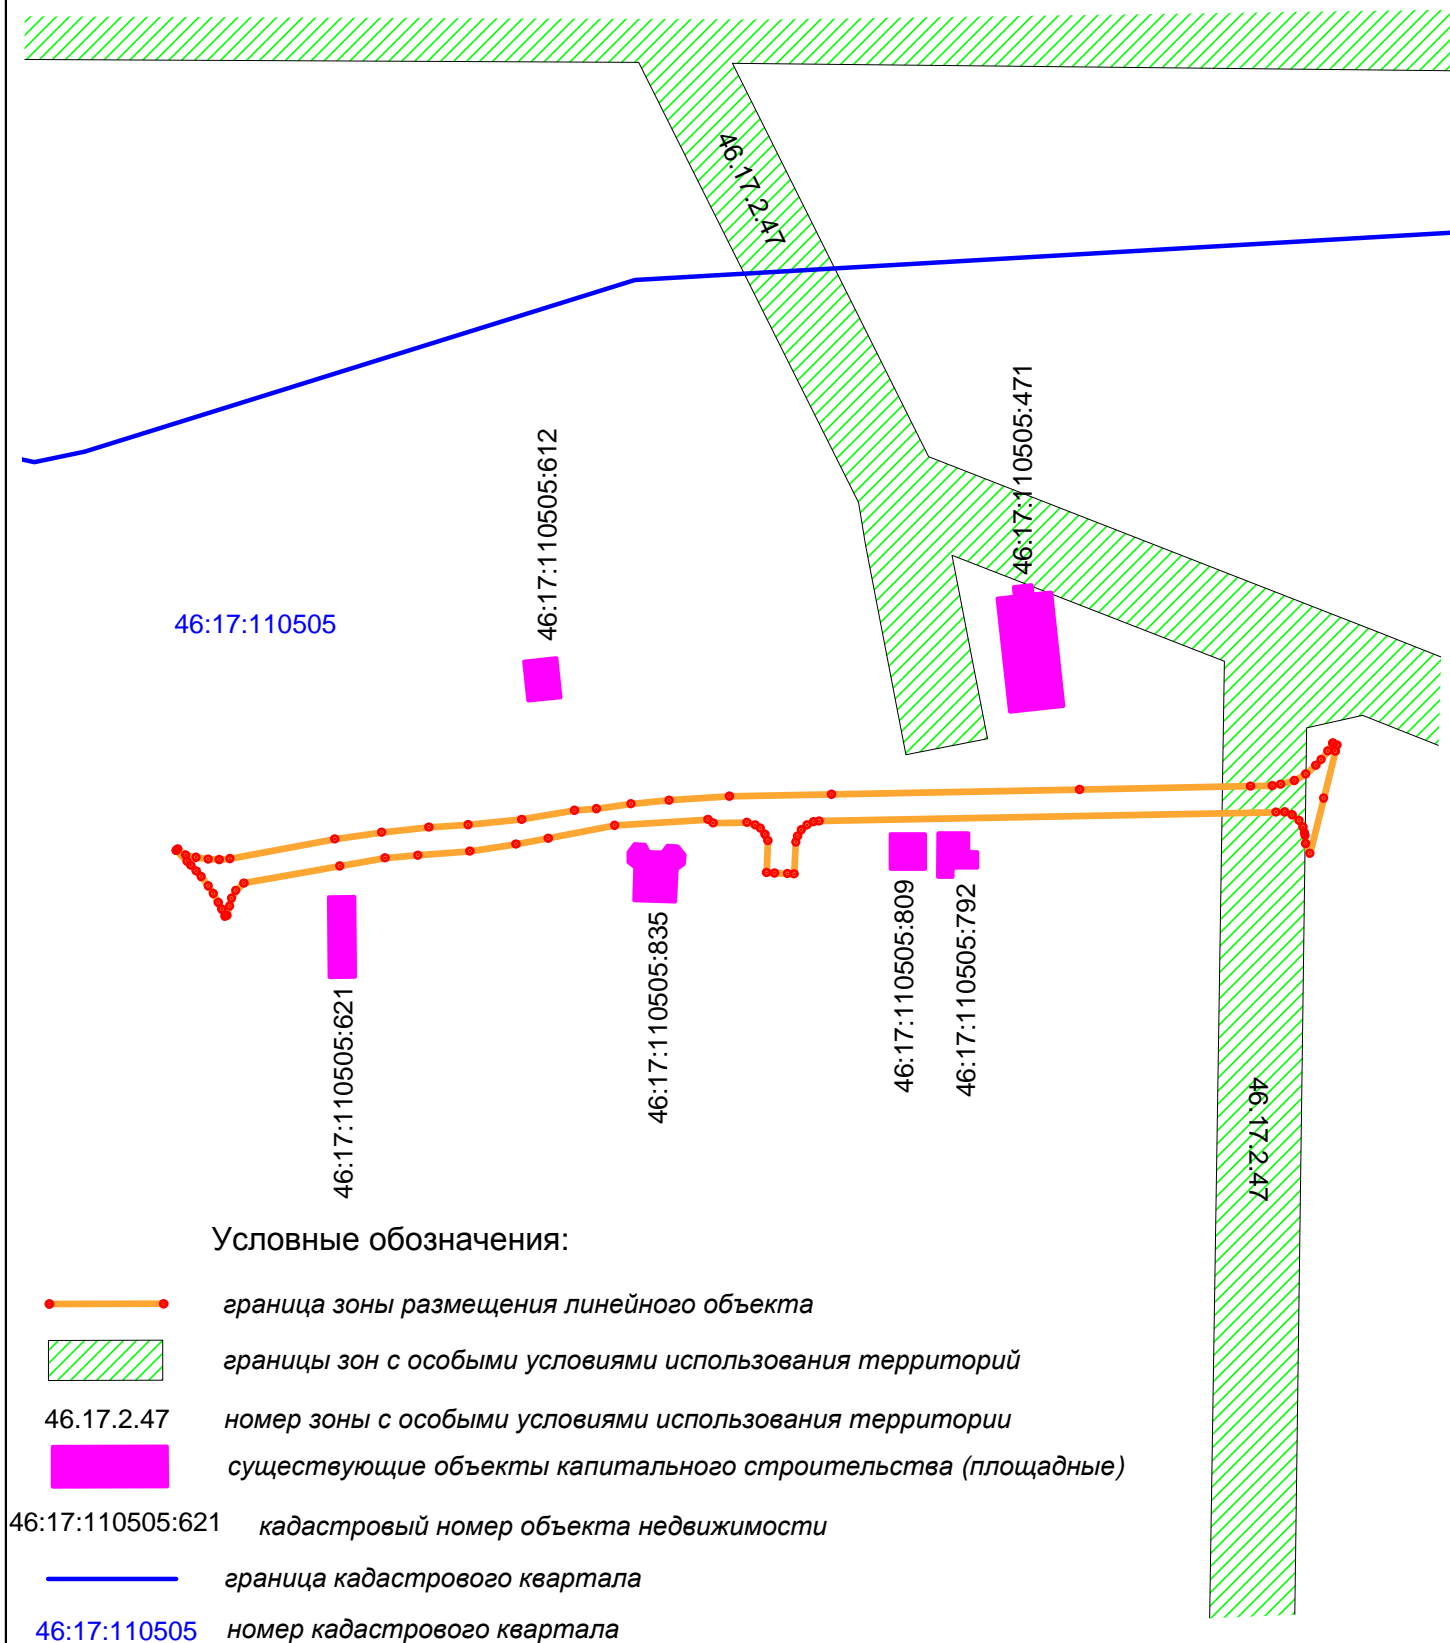 46.17.2.47
46:17:110505:471
46:17:110505:612
46:17:110505
46:17:110505:621
46:17:110505:835
46:17:110505:809
46:17:110505:792
46.17.2.47
Условные обозначения:
граница зоны размещения линейного объекта
границы зон с особыми условиями использования территорий
46.17.2.47 номер зоны с особыми условиями использования территории
существующие объекты капитального строительства (площадные)
46:17:110505:621 кадастровый номер объекта недвижимости
граница кадастрового квартала
46:17:110505 номер кадастрового квартала